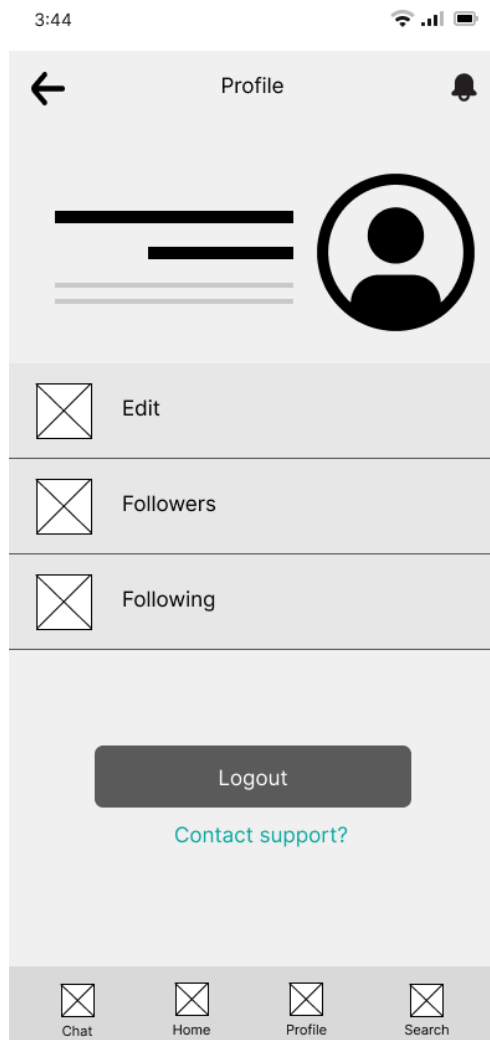 3:44
Profile
Edit
Followers
Following
Logout
Contact support?
Chat Home Profile Search